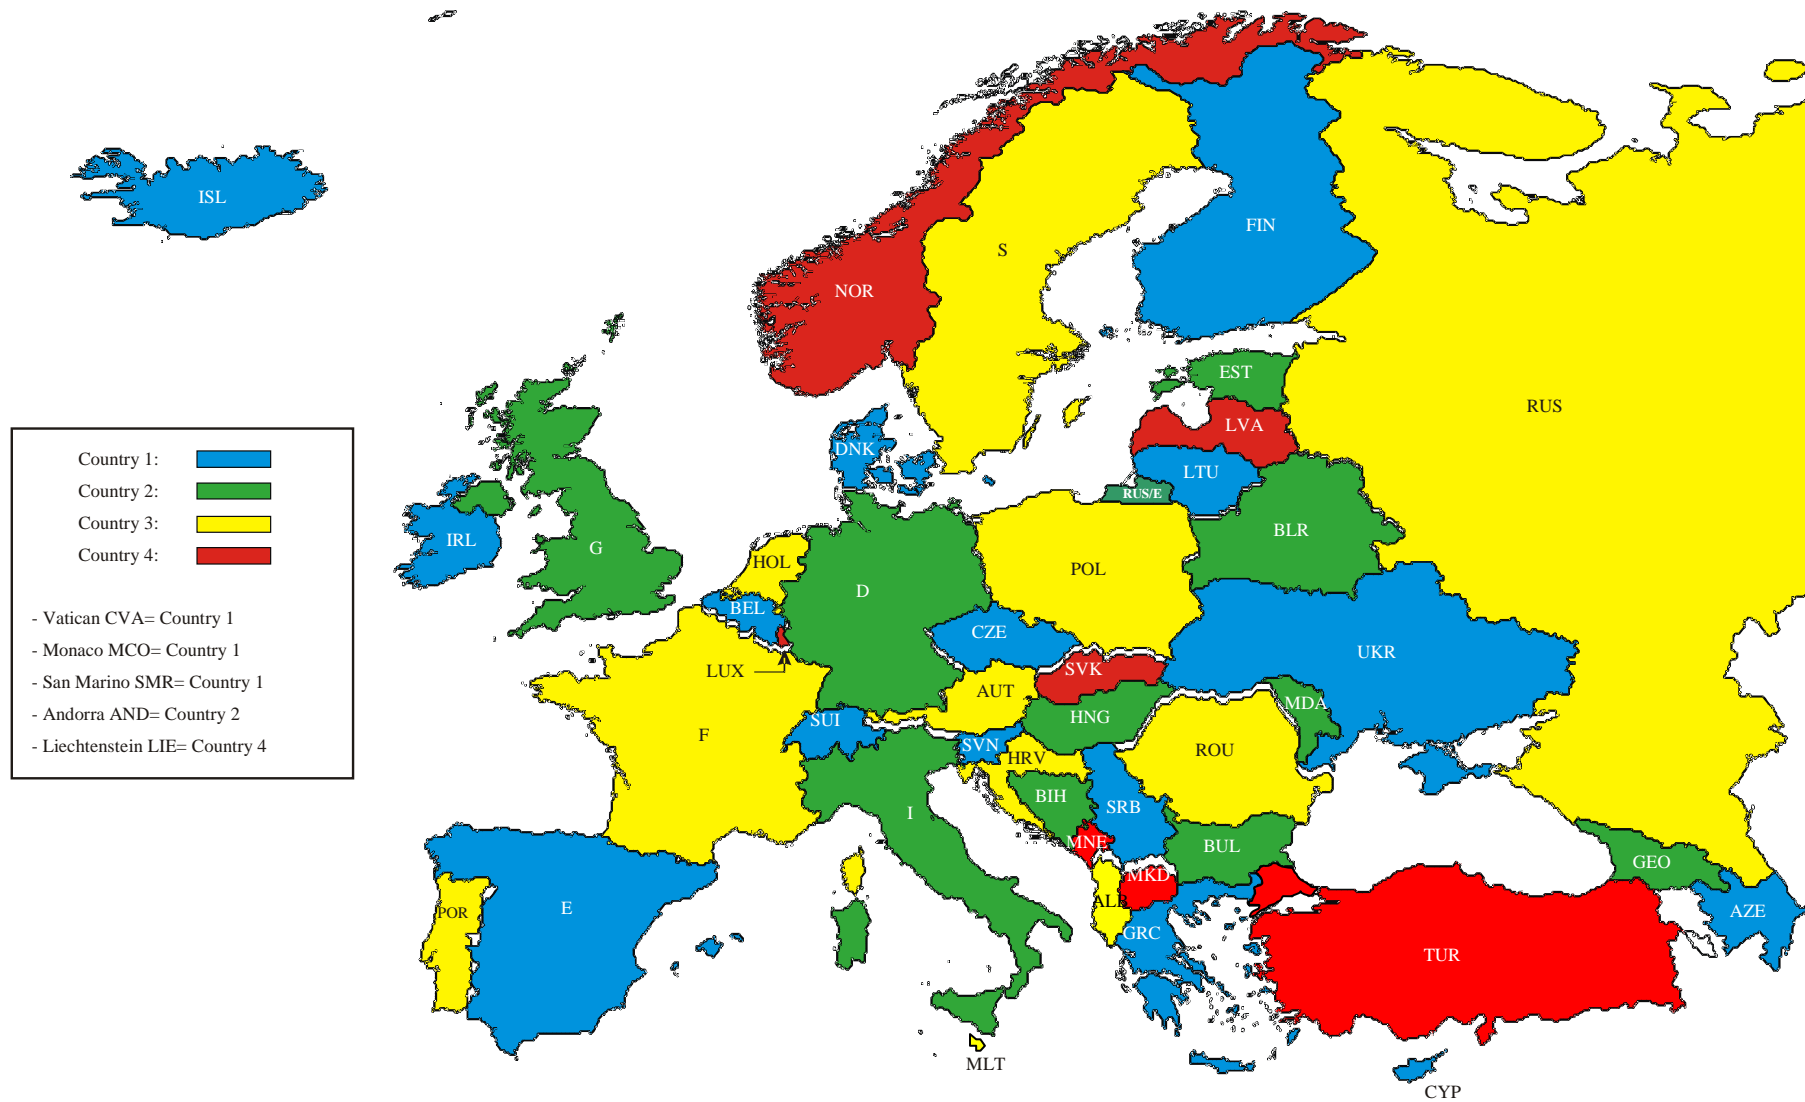 ISL
NOR
S
FIN
RUS
EST
LVA
LTU
RUS/E
BLR
DNK
IRL
G
HOL
BEL
D
POL
CZE
LUX
UKR
SVK
AUT
HNG
MDA
SUI
SVN
HRV
ROU
F
BIH
SRB
I
MNE
BUL
MKD
ALB
GEO
AZE
POR
E
GRC
TUR
MLT
CYP
Country 1:
Country 2:
Country 3:
Country 4:
- Vatican CVA= Country 1
- Monaco MCO= Country 1
- San Marino SMR= Country 1
- Andorra AND= Country 2
- Liechtenstein LIE= Country 4